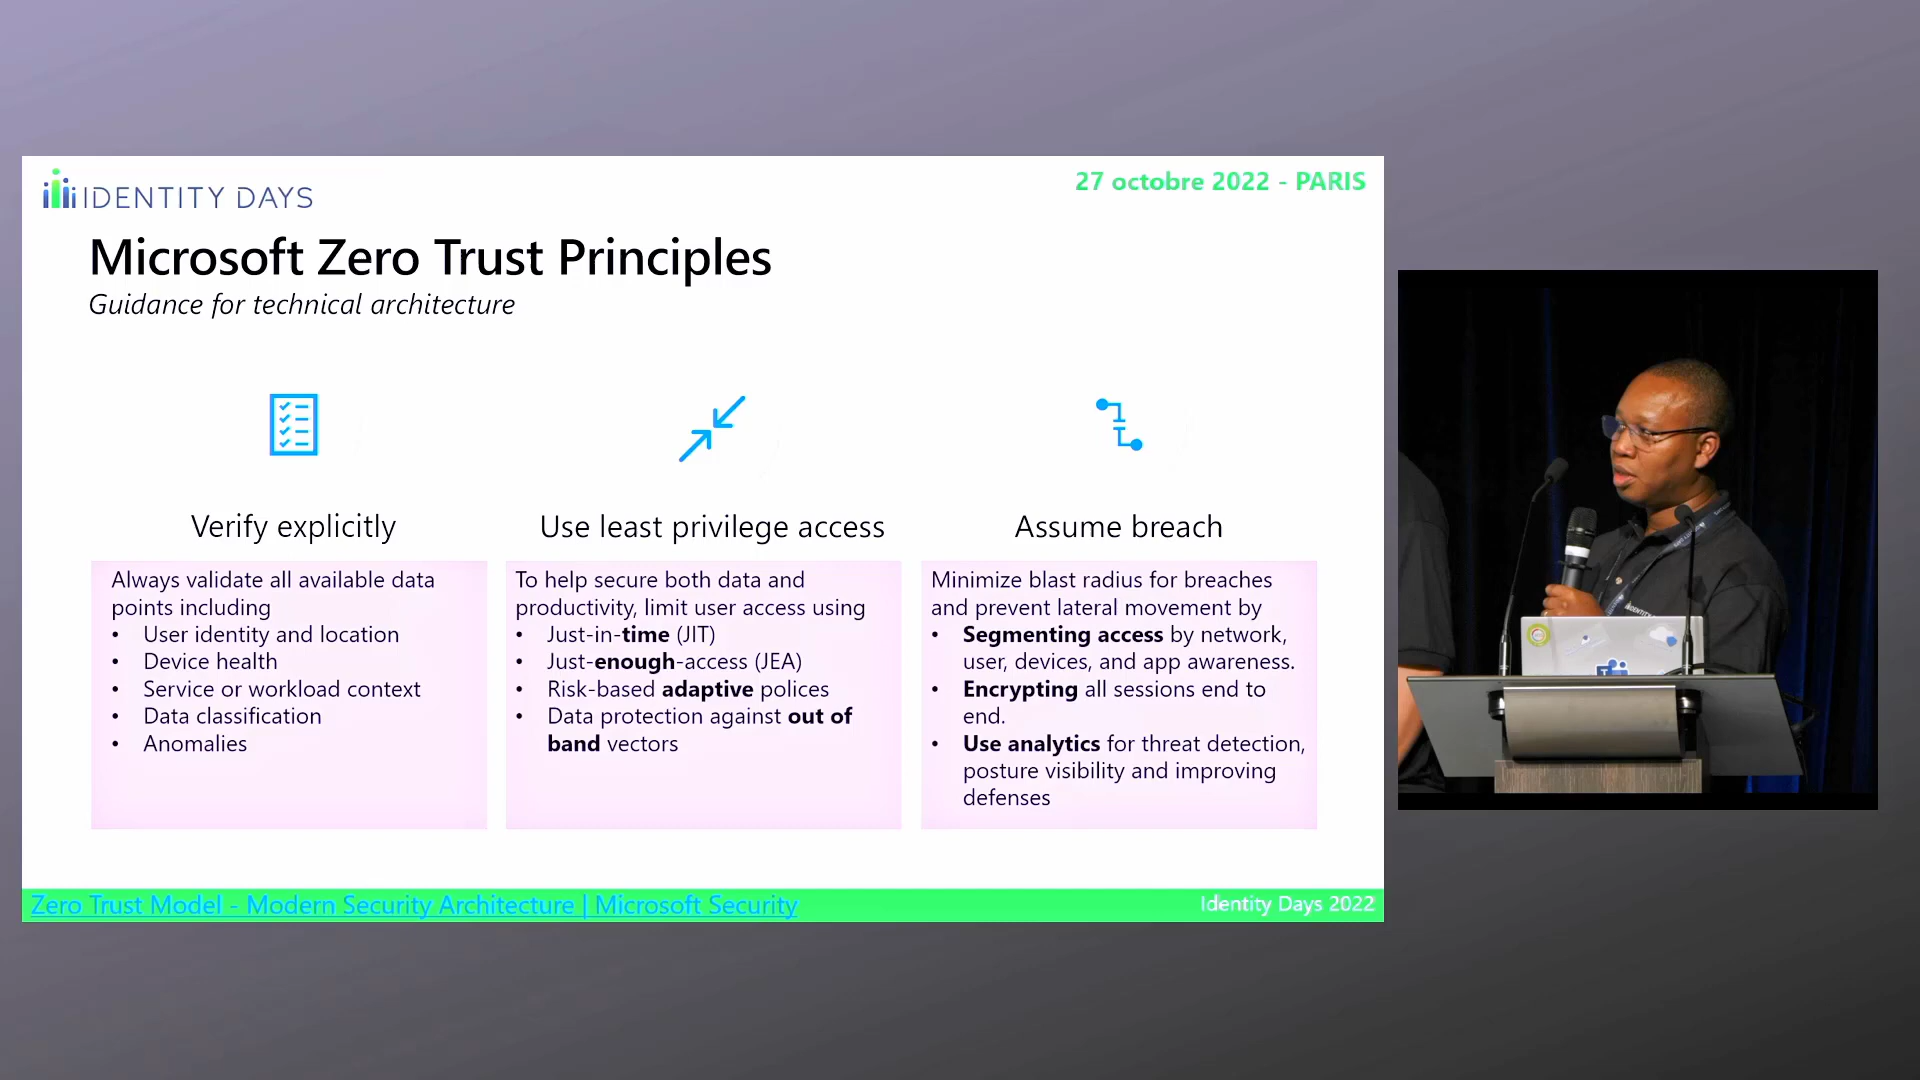 IDENTITY DAYS
27 octobre 2022 - PARIS
Microsoft Zero Trust Principles
Guidance for technical architecture
Verify explicitly
Always validate all available data
points including
• User identity and location
• Device health
• Service or workload context
• Data classification
• Anomalies
Use least privilege access
To help secure both data and
productivity, limit user access using
• Just-in-time (JIT)
• Just-enough-access (JEA)
• Risk-based adaptive polices
• Data protection against out of
band vectors
Assume breach
Minimize blast radius for breaches
and prevent lateral movement by
• Segmenting access by network,
user, devices, and app awareness.
• Encrypting all sessions end to
end.
• Use analytics for threat detection,
posture visibility and improving
defenses
Zero Trust Model - Modern Security Architecture | Microsoft Security
Identity Days 2022